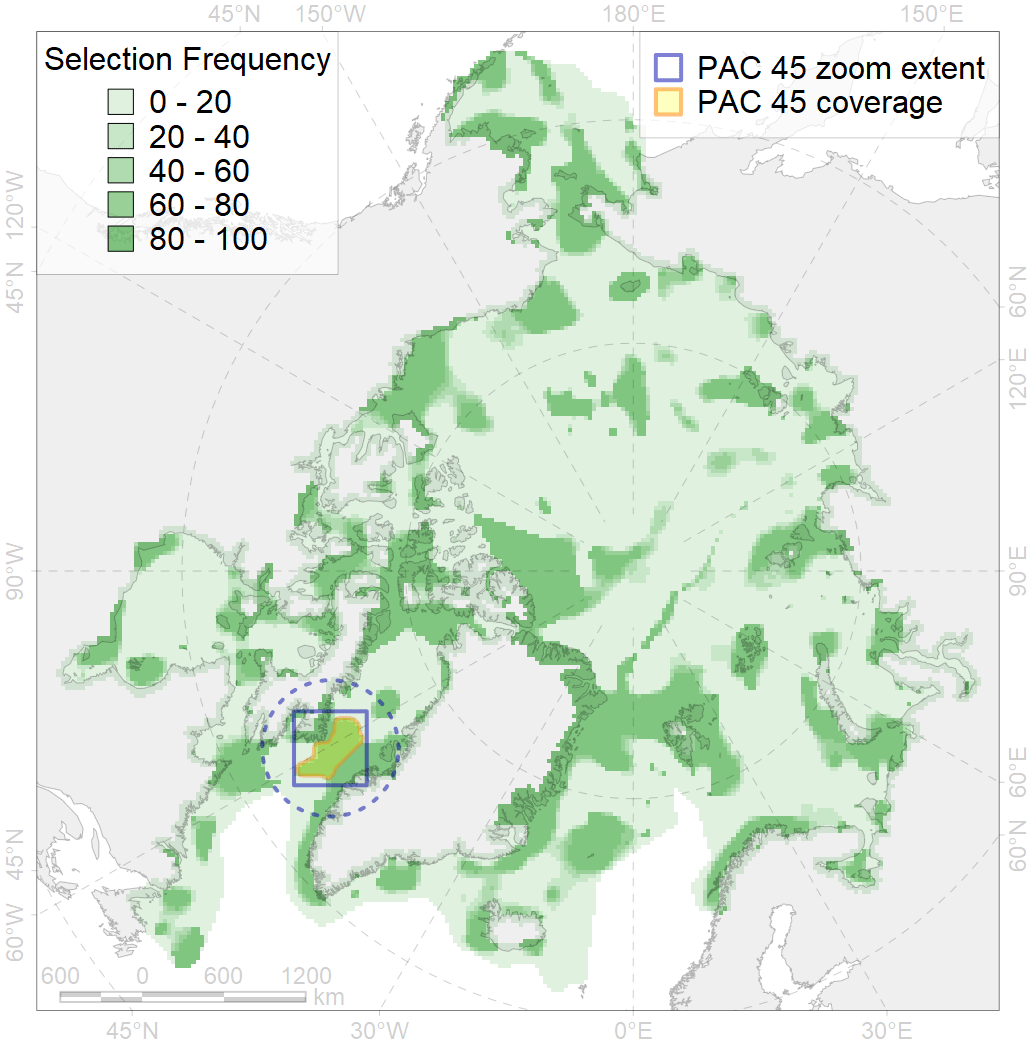 45°N 150°W 180°E 150°E
Selection Frequency
0 - 20
20 - 40
40 - 60
60 - 80
80 - 100
PAC 45 zoom extent
PAC 45 coverage
120°W
45°N
90°W
45°N
60°W
60°N
120°E
90°E
60°E
60°N
600 0 600 1200
km
45°W 30°W 0°E 30°E